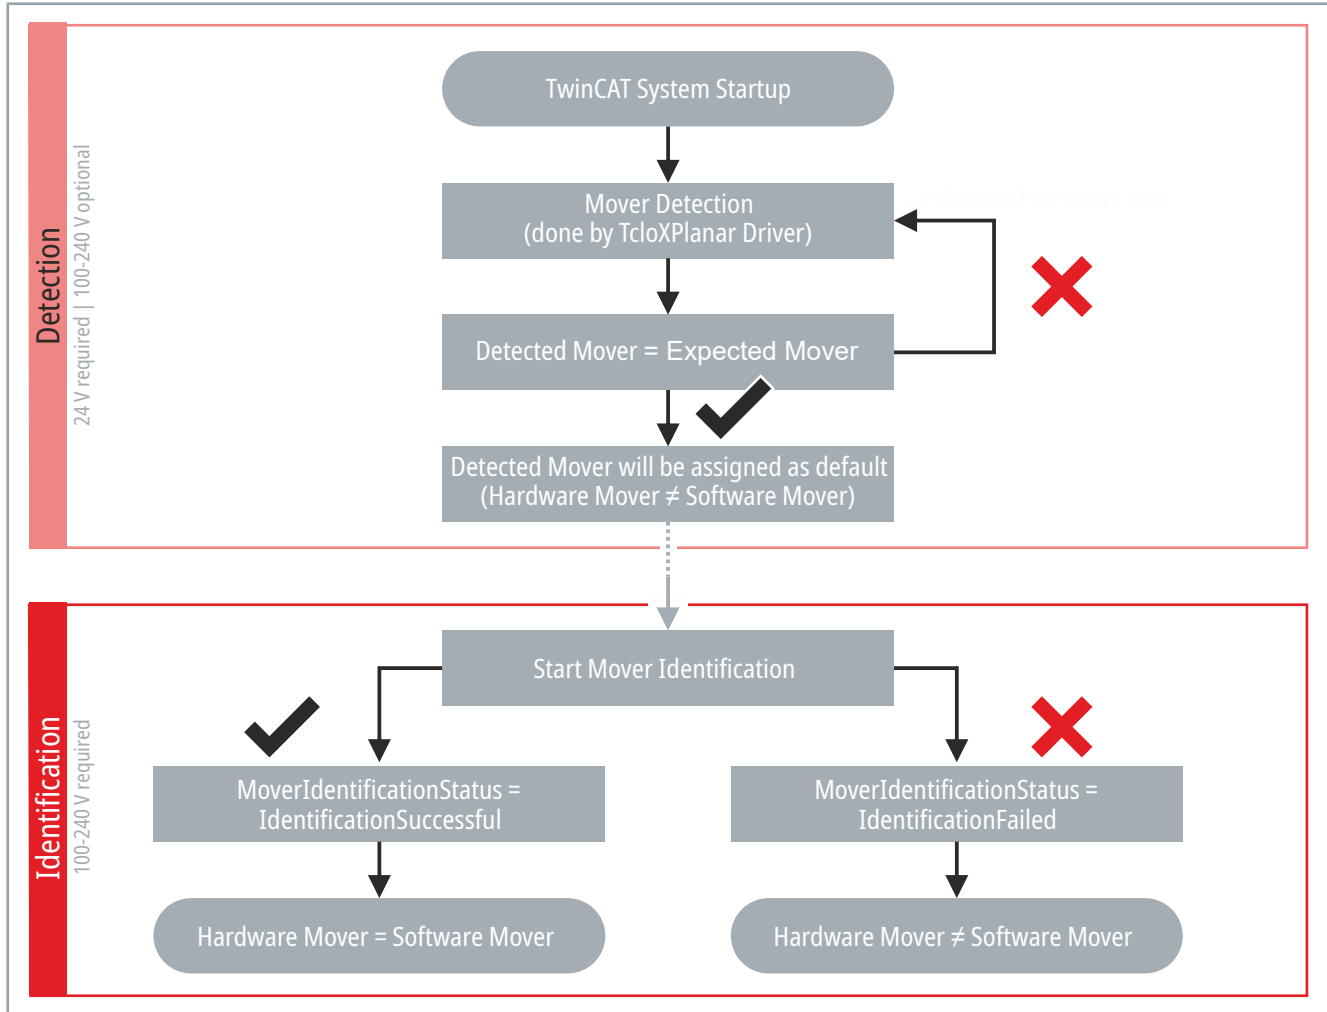 Detection
24 V required | 100-240 V optional
TwinCAT System Startup
Mover Detection
(done by TcIoXPlanar Driver)
Detected Mover = Expected Mover
Detected Mover will be assigned as default
(Hardware Mover ≠ Software Mover)
Identification
100-240 V required
Start Mover Identification
MoverIdentificationStatus =
IdentificationSuccessful
MoverIdentificationStatus =
IdentificationFailed
Hardware Mover = Software Mover
Hardware Mover ≠ Software Mover